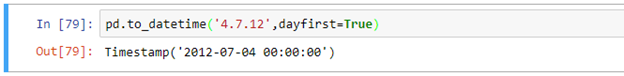 In [79]: pd.to_datetime('4.7.12',dayfirst=True)
Out[79]: Timestamp('2012-07-04 00:00:00')